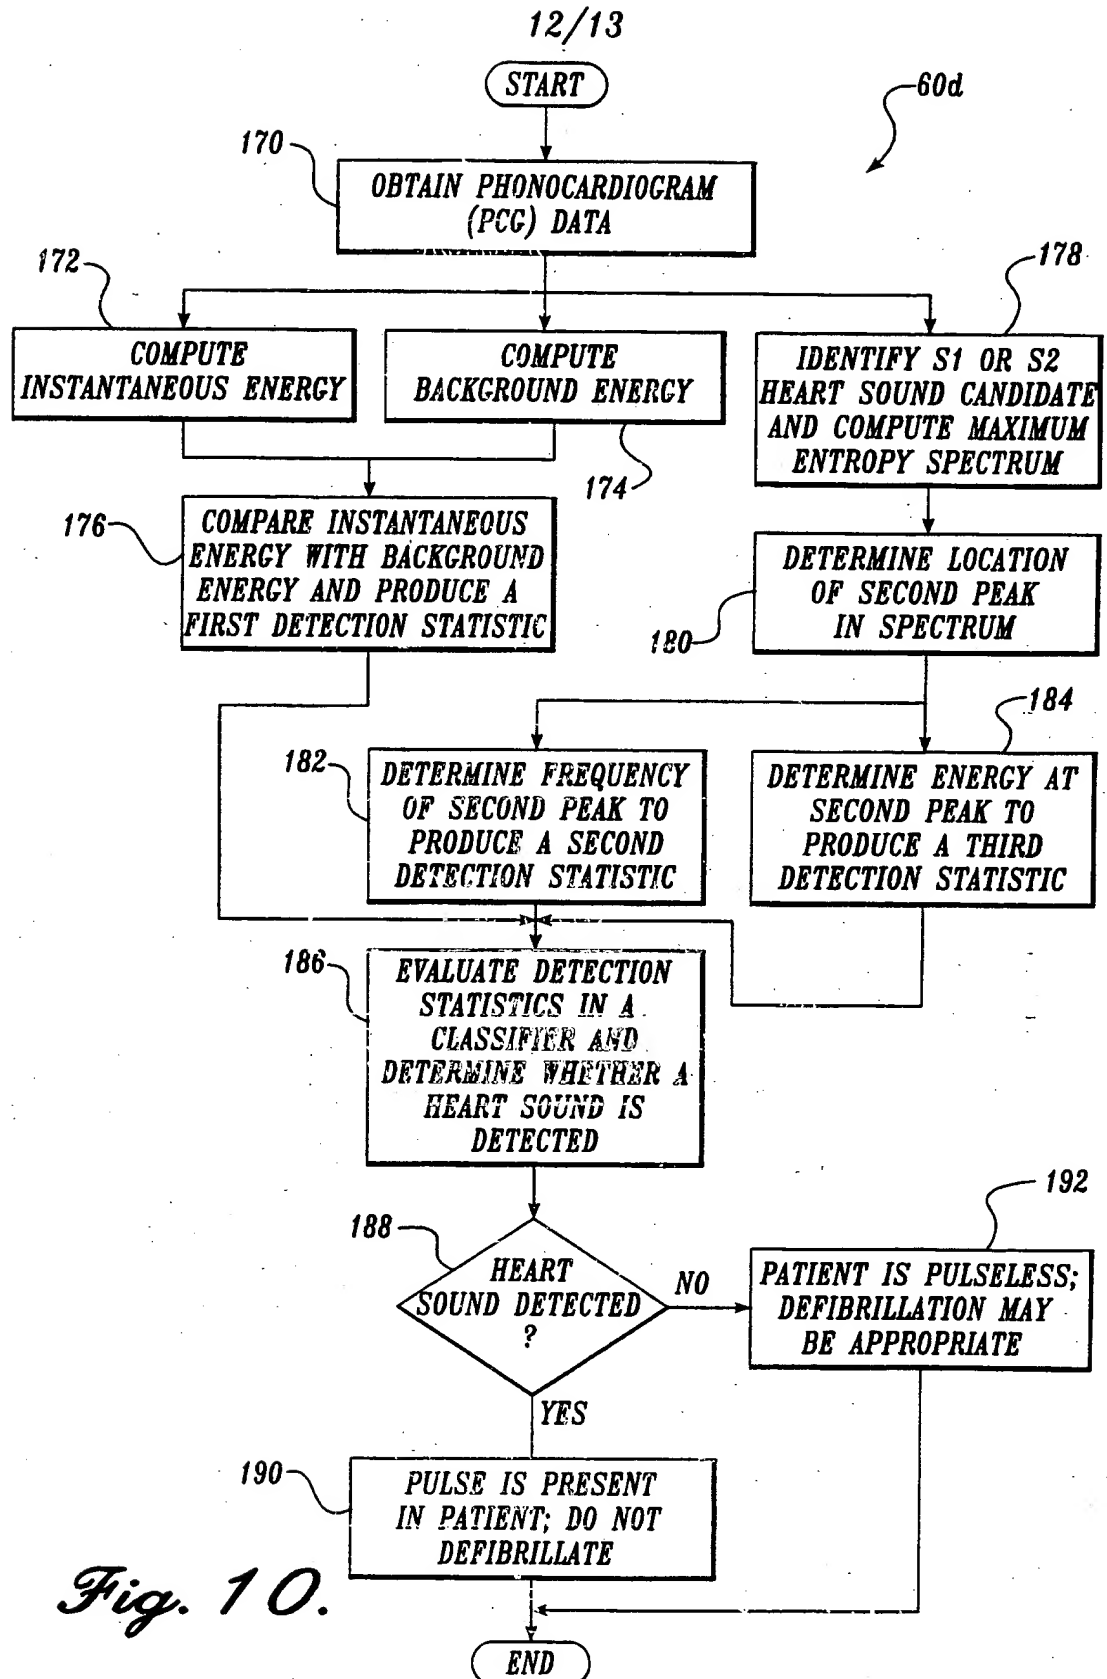 12/13
START
60d
170
OBTAIN PHONOCARDIOGRAM
(PCG) DATA
172
178
COMPUTE
INSTANTANEOUS ENERGY
COMPUTE
BACKGROUND ENERGY
174
IDENTIFY S1 OR S2
HEART SOUND CANDIDATE
AND COMPUTE MAXIMUM
ENTROPY SPECTRUM
176
COMPARE INSTANTANEOUS
ENERGY WITH BACKGROUND
ENERGY AND PRODUCE A
FIRST DETECTION STATISTIC
DETERMINE LOCATION
OF SECOND PEAK
IN SPECTRUM
180
184
182
DETERMINE FREQUENCY
OF SECOND PEAK TO
PRODUCE A SECOND
DETECTION STATISTIC
DETERMINE ENERGY AT
SECOND PEAK TO
PRODUCE A THIRD
DETECTION STATISTIC
186
EVALUATE DETECTION
STATISTICS IN A
CLASSIFIER AND
DETERMINE WHETHER A
HEART SOUND IS
DETECTED
188
HEART
SOUND DETECTED
?
NO
192
PATIENT IS PULSELESS;
DEFIBRILLATION MAY
BE APPROPRIATE
YES
190
PULSE IS PRESENT
IN PATIENT; DO NOT
DEFIBRILLATE
Fig. 10.
END